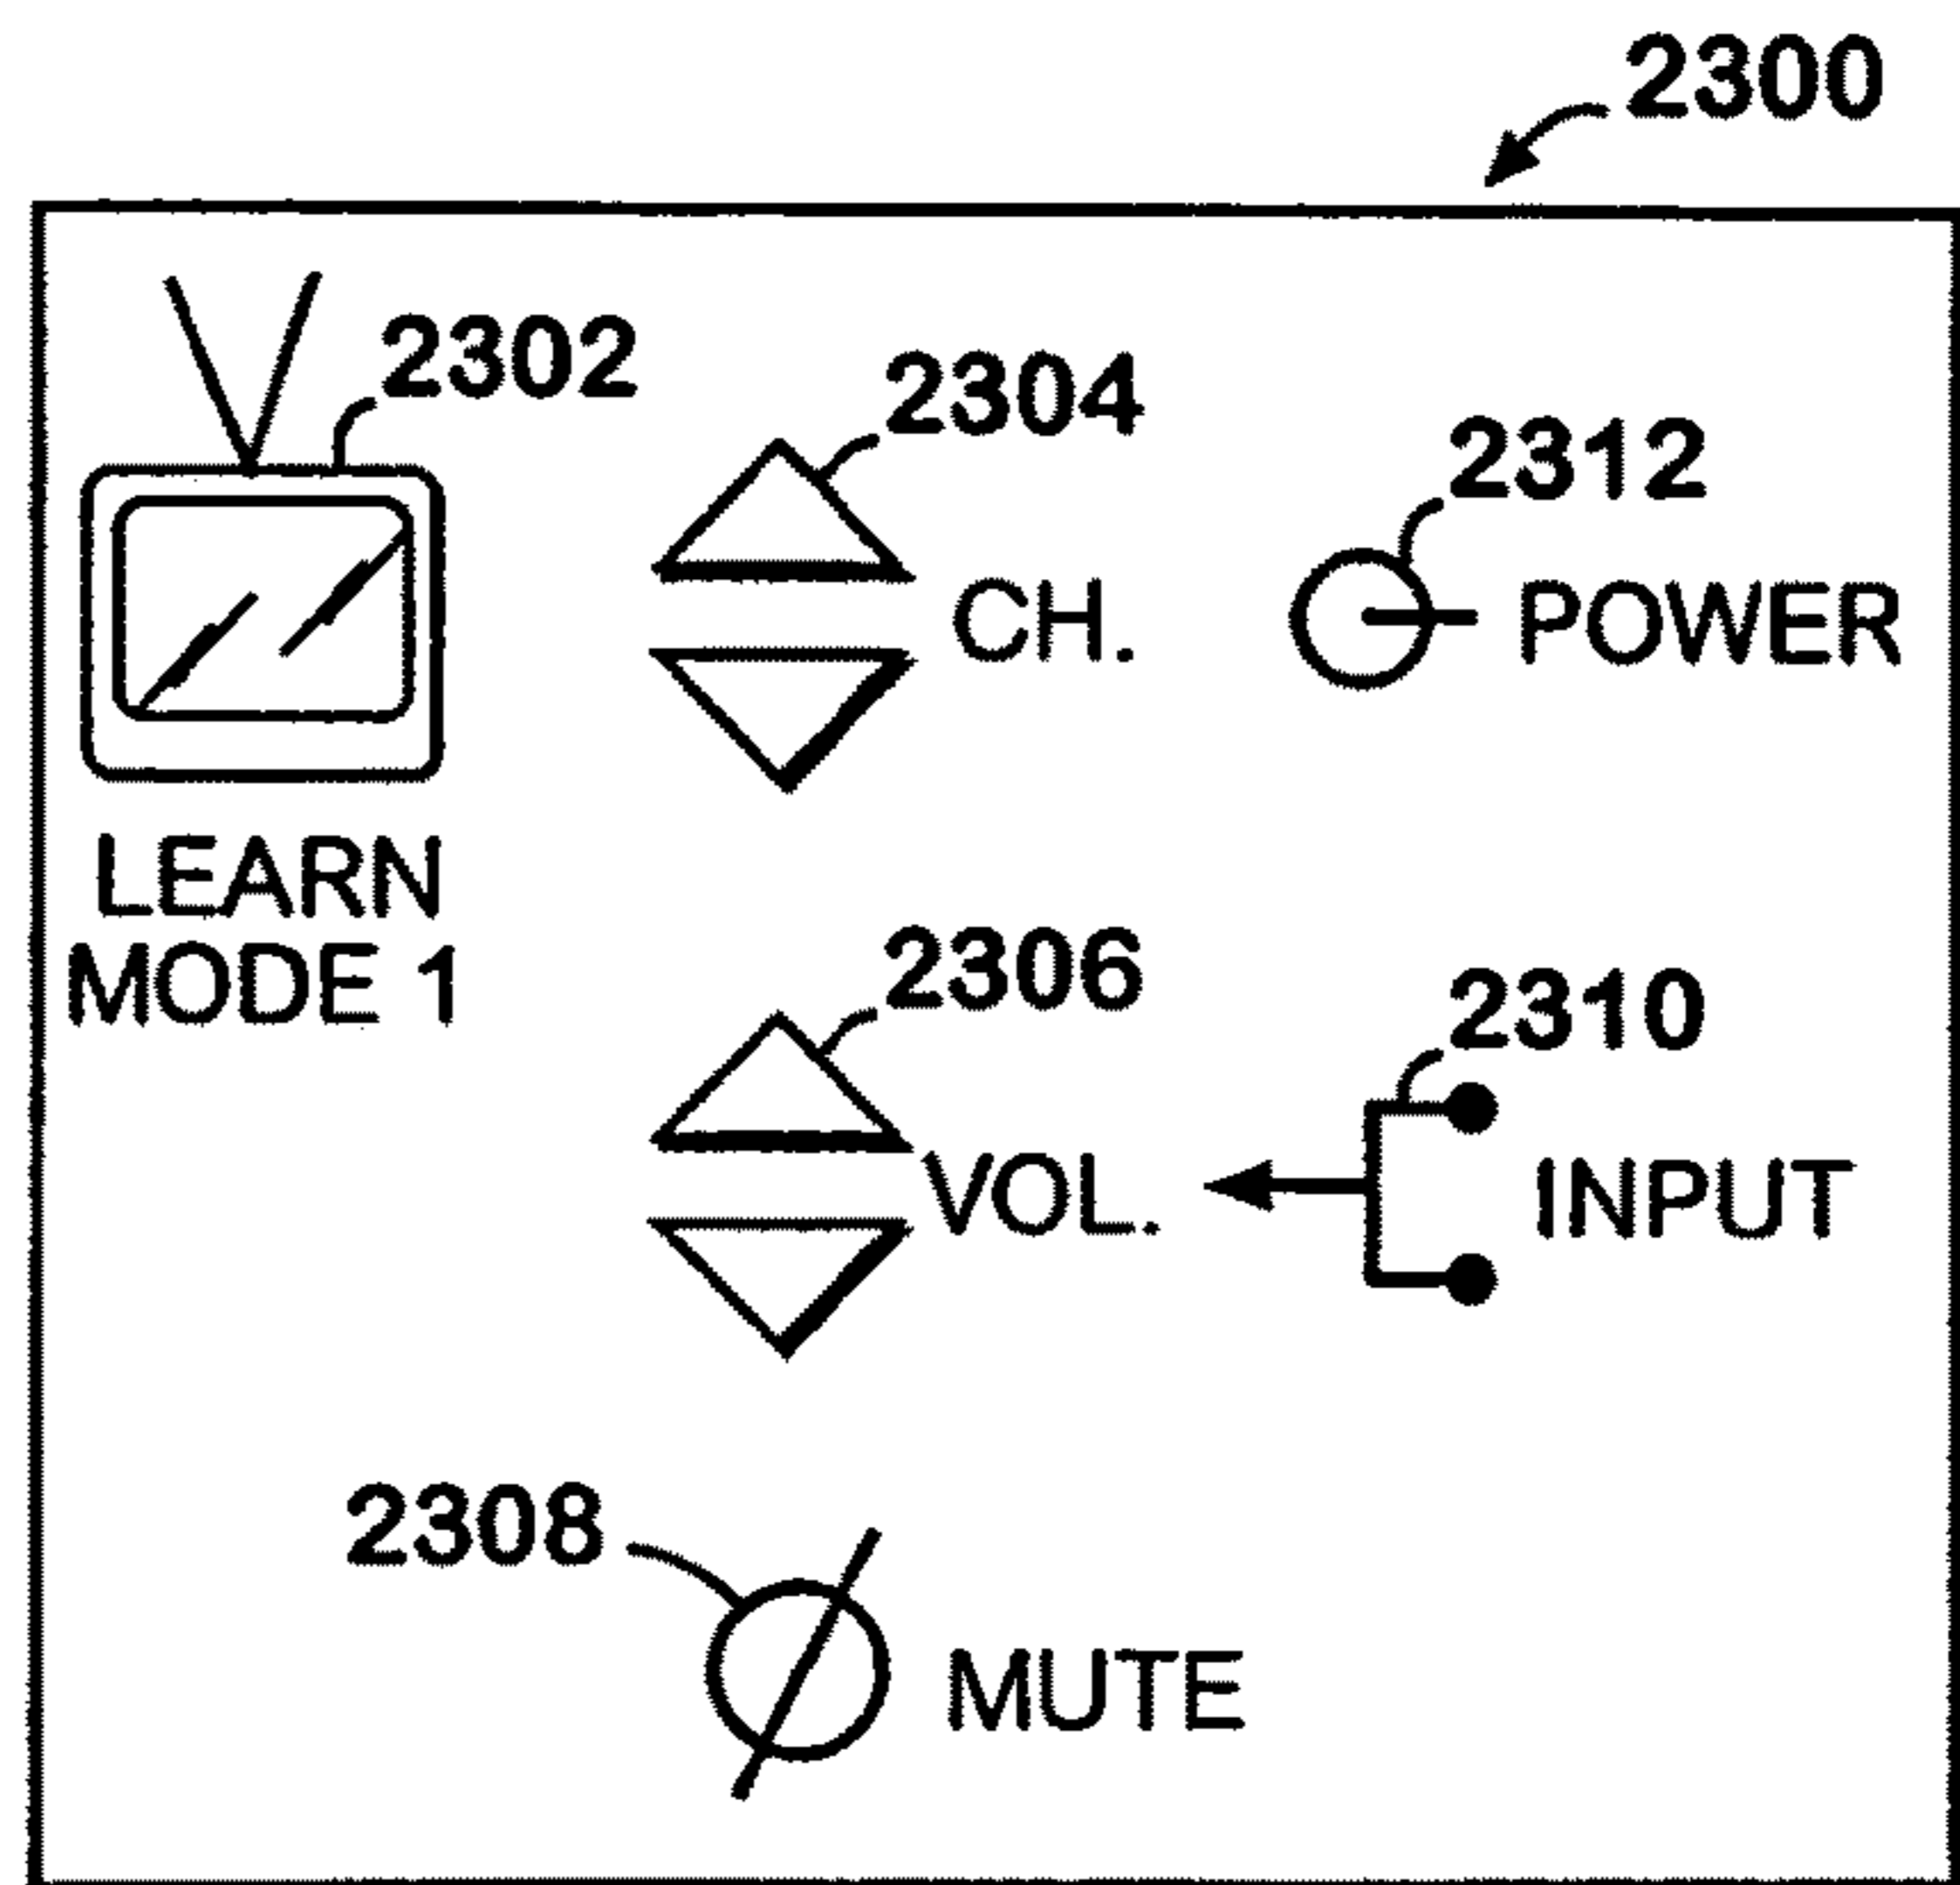 2300
2302
2304
2312
CH.
POWER
LEARN
MODE 1
2306
2310
VOL.
INPUT
2308
MUTE